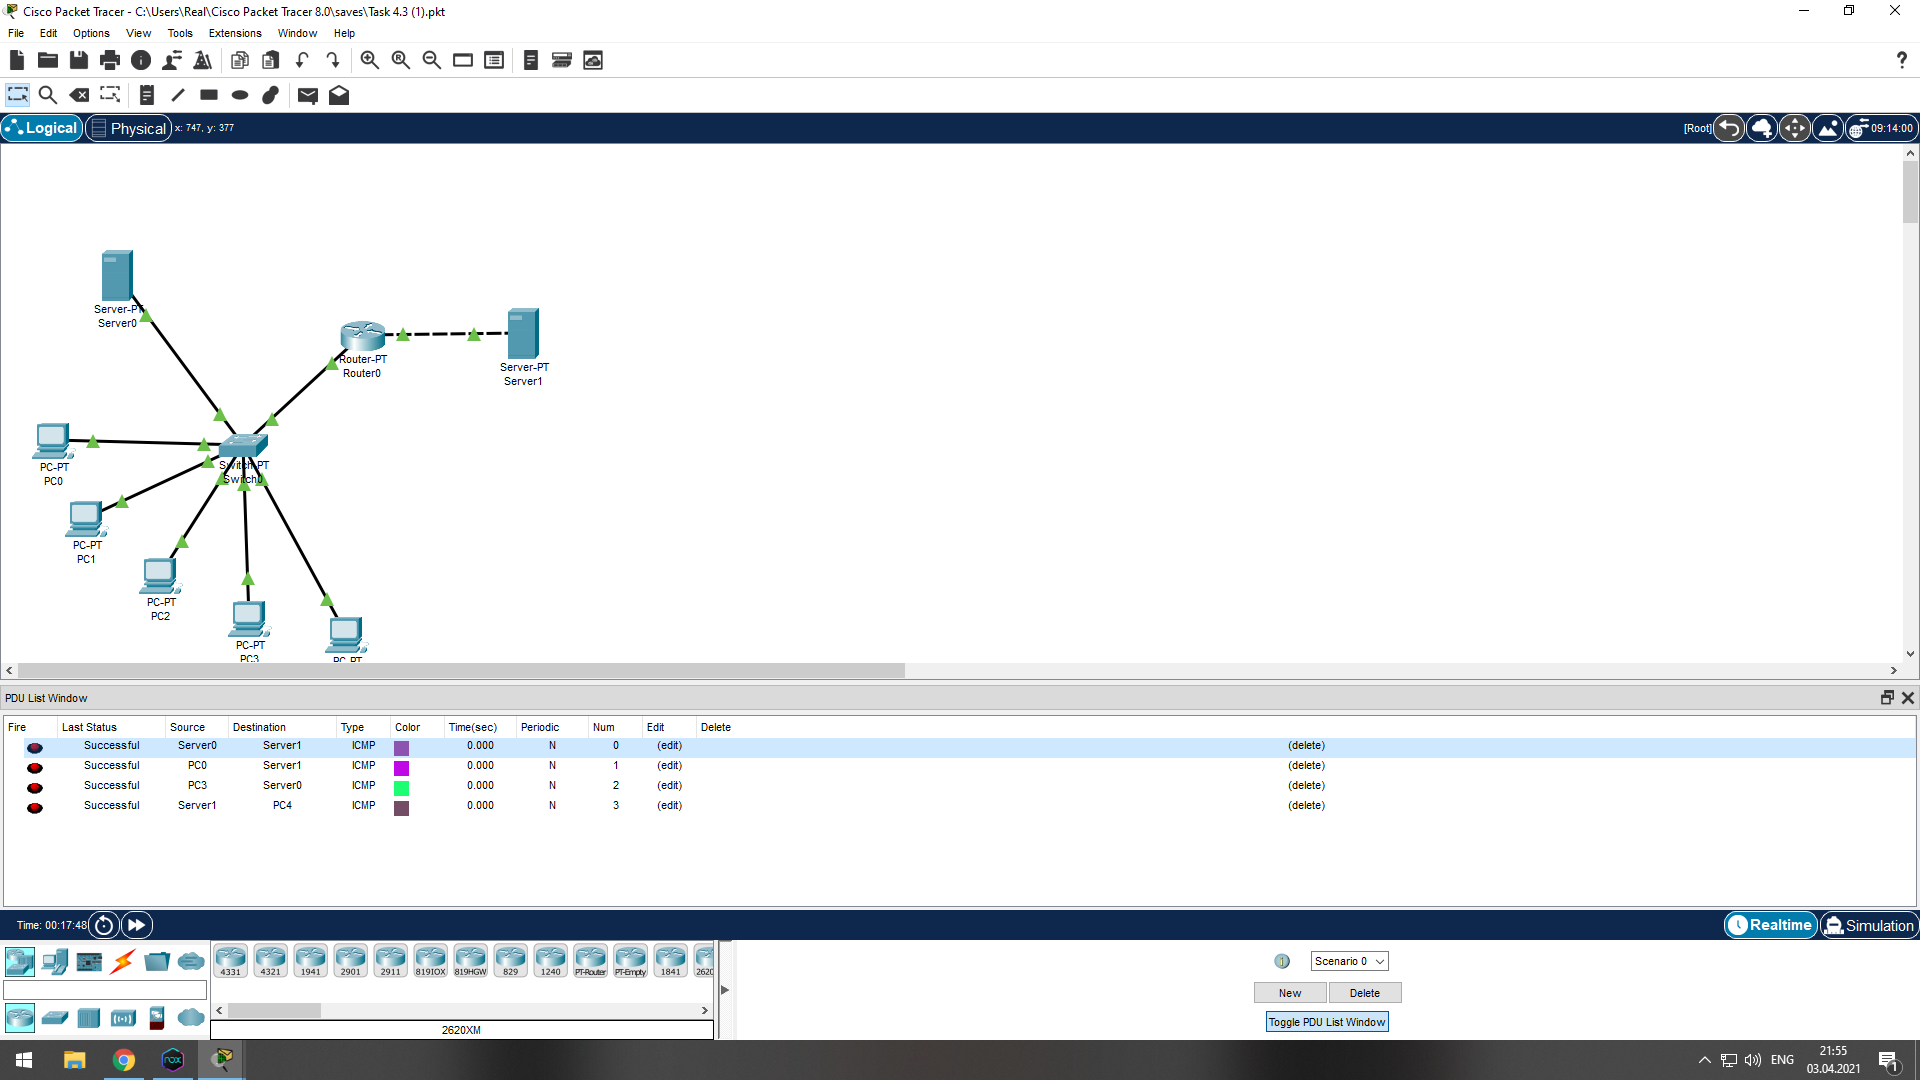 Cisco Packet Tracer - C:\Users\Real\Cisco Packet Tracer 8.0\saves\Task 4.3 (1).pkt
File Edit Options View Tools Extensions Window Help
?
Logical Physical x: 747, y: 377 [Root] 09:14:00
Server-PT
Server0
Router-PT
Router0
Server-PT
Server1
PC-PT
PC0
Switch-PT
Switch0
PC-PT
PC1
PC-PT
PC2
PC-PT
PC3
PC-PT
PDU List Window
Fire Last Status Source Destination Type Color Time(sec) Periodic Num Edit Delete
Successful Server0 Server1 ICMP 0.000 N 0 (edit) (delete)
Successful PC0 Server1 ICMP 0.000 N 1 (edit) (delete)
Successful PC3 Server0 ICMP 0.000 N 2 (edit) (delete)
Successful Server1 PC4 ICMP 0.000 N 3 (edit) (delete)
Time: 00:17:48 Realtime Simulation
4331 4321 1941 2901 2911 819IOX 819HGW 829 1240 PT-Router PT-Empty 1841 2620
Scenario 0
New Delete
Toggle PDU List Window
2620XM
nox
ENG
21:55
03.04.2021
1